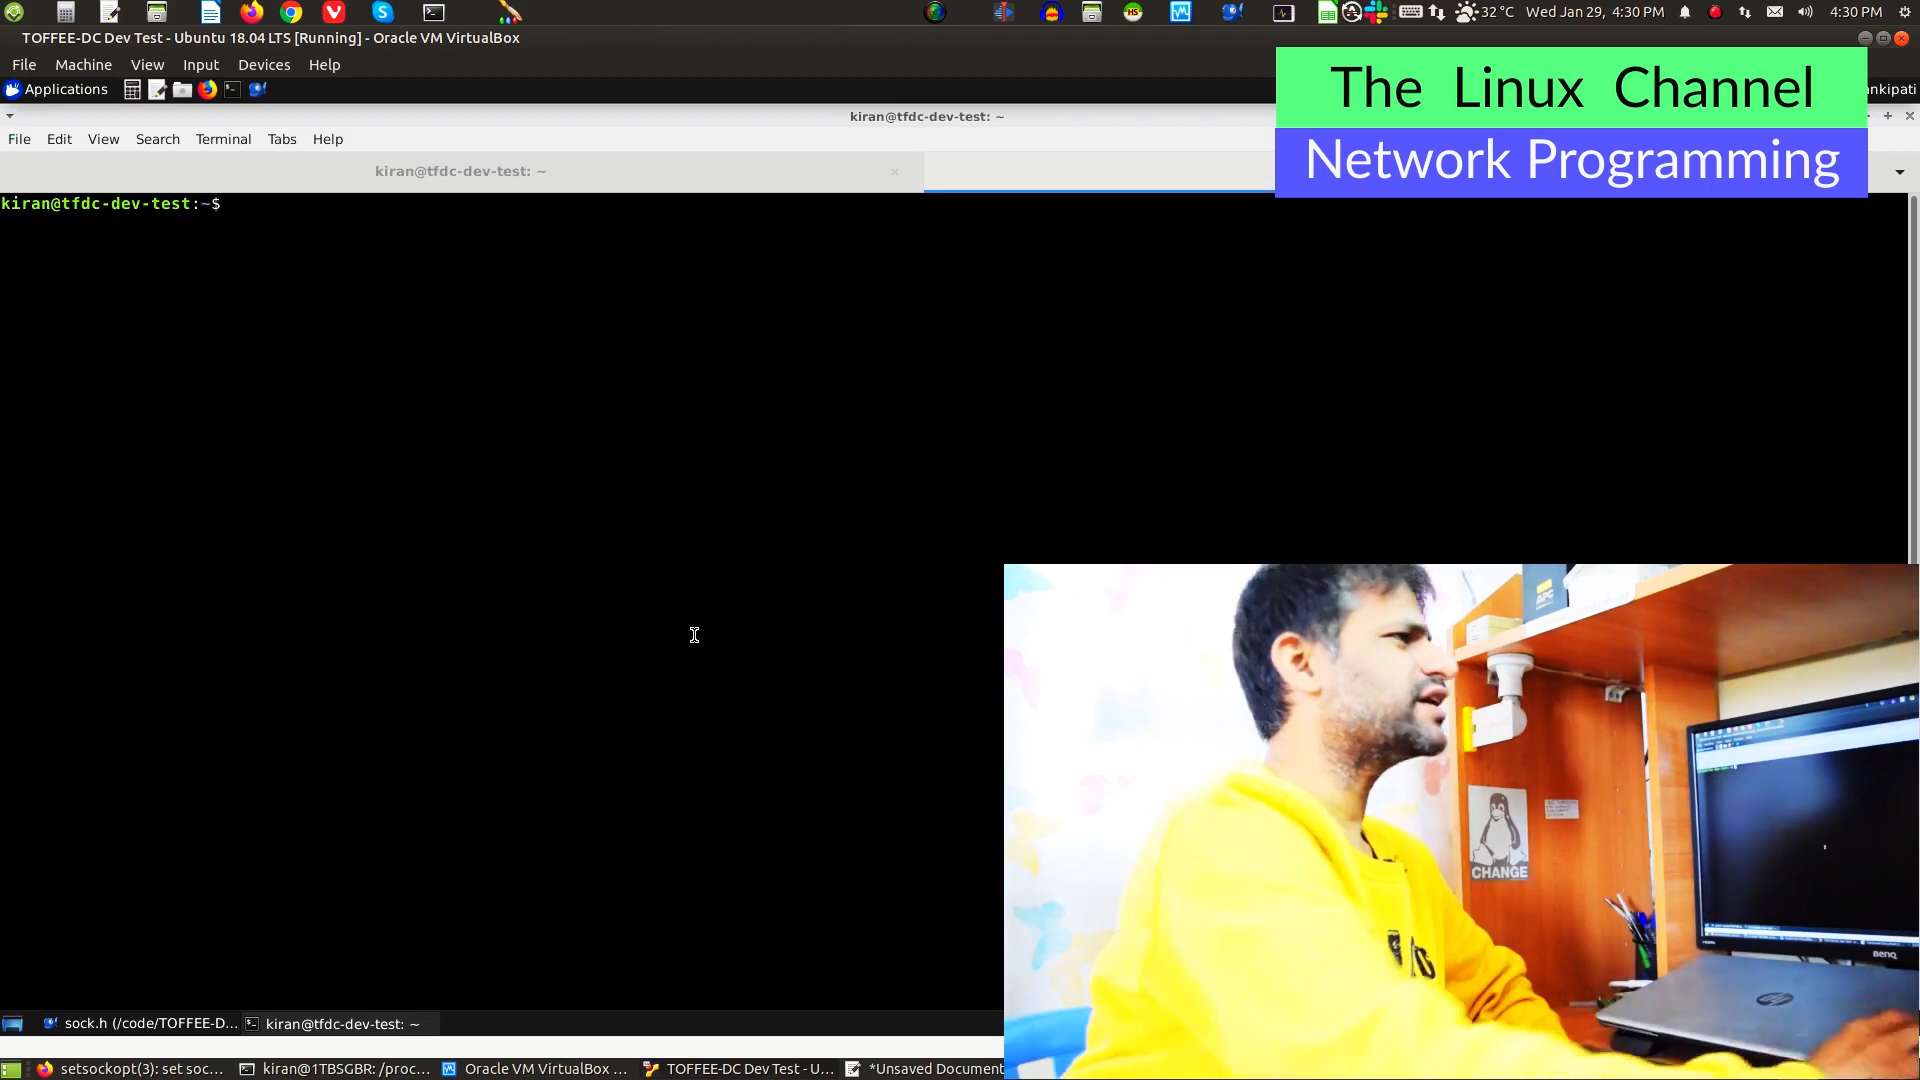 32 °C Wed Jan 29, 4:30 PM 4:30 PM
TOFFEE-DC Dev Test - Ubuntu 18.04 LTS [Running] - Oracle VM VirtualBox
File Machine View Input Devices Help
Applications
ankipati
The Linux Channel
Network Programming
kiran@tfdc-dev-test: ~
File Edit View Search Terminal Tabs Help
kiran@tfdc-dev-test: ~
kiran@tfdc-dev-test:~$
APC
CHANGE
BenQ
hp
sock.h (/code/TOFFEE-D... kiran@tfdc-dev-test: ~
setsockopt(3): set soc... kiran@1TBSGBR: /proc... Oracle VM VirtualBox ... TOFFEE-DC Dev Test - U... *Unsaved Document